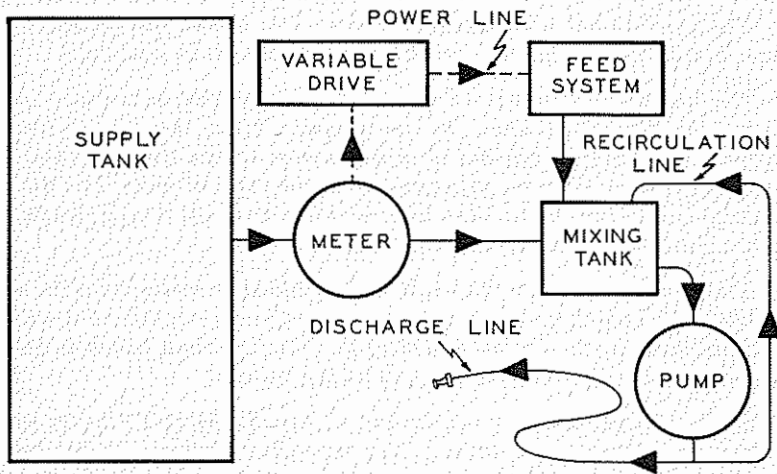 POWER LINE
VARIABLE
DRIVE
FEED
SYSTEM
SUPPLY
TANK
RECIRCULATION
LINE
METER
MIXING
TANK
DISCHARGE LINE
PUMP